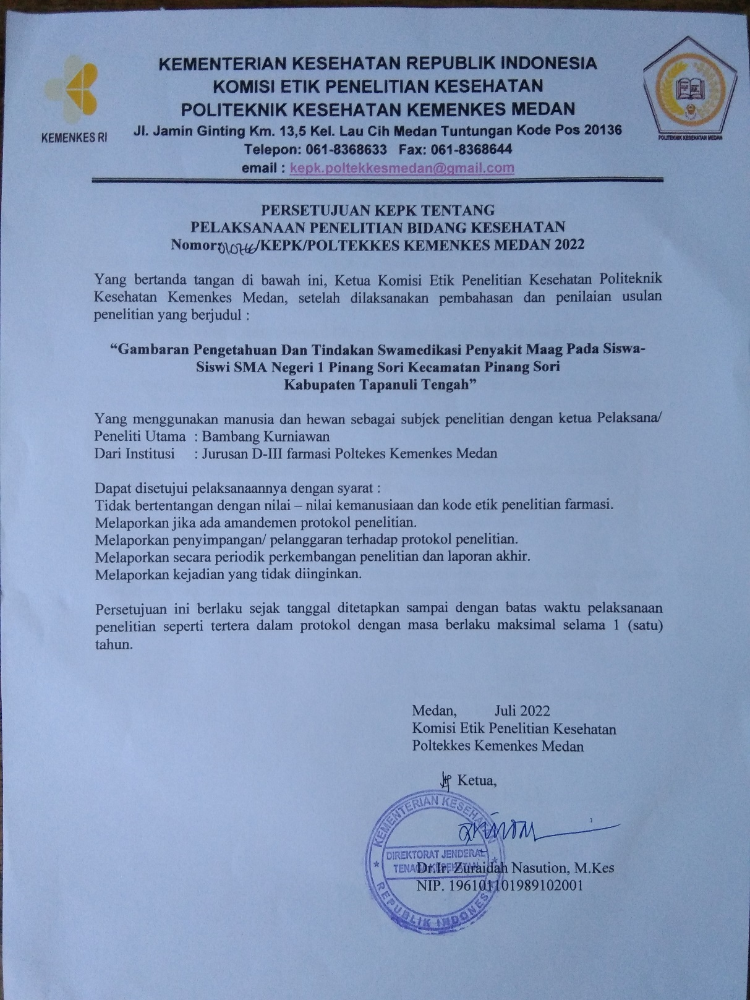 KEMENTERIAN KESEHATAN REPUBLIK INDONESIA
KOMISI ETIK PENELITIAN KESEHATAN
POLITEKNIK KESEHATAN KEMENKES MEDAN
KEMENKES RI
Jl. Jamin Ginting Km. 13,5 Kel. Lau Cih Medan Tuntungan Kode Pos 20136
POLITEKNIK KESEHATAN MEDAN
Telepon: 061-8368633 Fax: 061-8368644
email : kepk.poltekkesmedan@gmail.com
PERSETUJUAN KEPK TENTANG
PELAKSANAAN PENELITIAN BIDANG KESEHATAN
Nomor: /KEPK/POLTEKKES KEMENKES MEDAN 2022
Yang bertanda tangan di bawah ini, Ketua Komisi Etik Penelitian Kesehatan Politeknik
Kesehatan Kemenkes Medan, setelah dilaksanakan pembahasan dan penilaian usulan
penelitian yang berjudul :
“Gambaran Pengetahuan Dan Tindakan Swamedikasi Penyakit Maag Pada Siswa-
Siswi SMA Negeri 1 Pinang Sori Kecamatan Pinang Sori
Kabupaten Tapanuli Tengah”
Yang menggunakan manusia dan hewan sebagai subjek penelitian dengan ketua Pelaksana/
Peneliti Utama : Bambang Kurniawan
Dari Institusi : Jurusan D-III farmasi Poltekes Kemenkes Medan
Dapat disetujui pelaksanaannya dengan syarat :
Tidak bertentangan dengan nilai – nilai kemanusiaan dan kode etik penelitian farmasi.
Melaporkan jika ada amandemen protokol penelitian.
Melaporkan penyimpangan/ pelanggaran terhadap protokol penelitian.
Melaporkan secara periodik perkembangan penelitian dan laporan akhir.
Melaporkan kejadian yang tidak diinginkan.
Persetujuan ini berlaku sejak tanggal ditetapkan sampai dengan batas waktu pelaksanaan
penelitian seperti tertera dalam protokol dengan masa berlaku maksimal selama 1 (satu)
tahun.
Medan, Juli 2022
Komisi Etik Penelitian Kesehatan
Poltekkes Kemenkes Medan
Ketua,
KEMENTERIAN KESEHATAN
DIREKTORAT JENDERAL
TENAGA KESEHATAN
REPUBLIK INDONESIA
Dr.Ir. Zuraidah Nasution, M.Kes
NIP. 196101101989102001